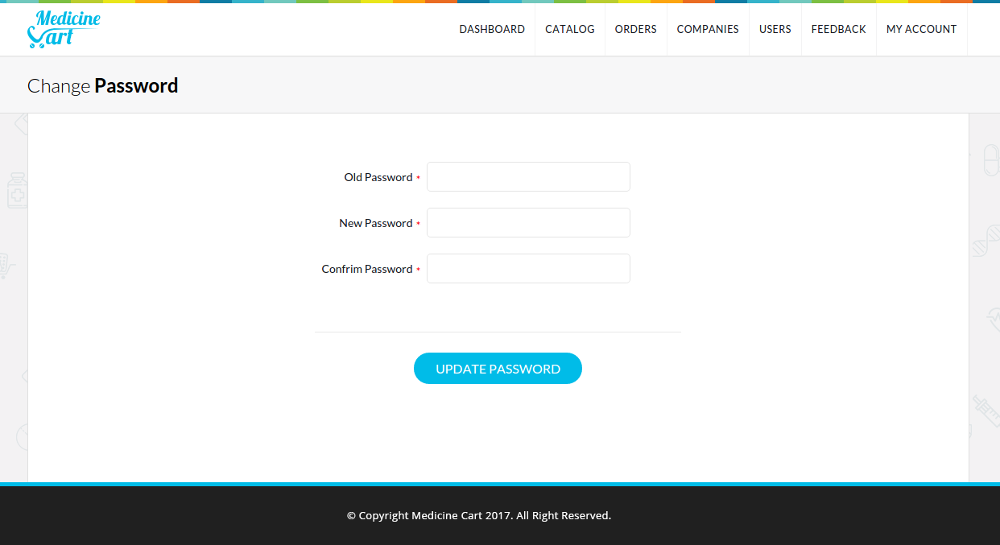 Medicine
Cart
DASHBOARD CATALOG ORDERS COMPANIES USERS FEEDBACK MY ACCOUNT
Change Password
Old Password *
New Password *
Confrim Password *
UPDATE PASSWORD
© Copyright Medicine Cart 2017. All Right Reserved.